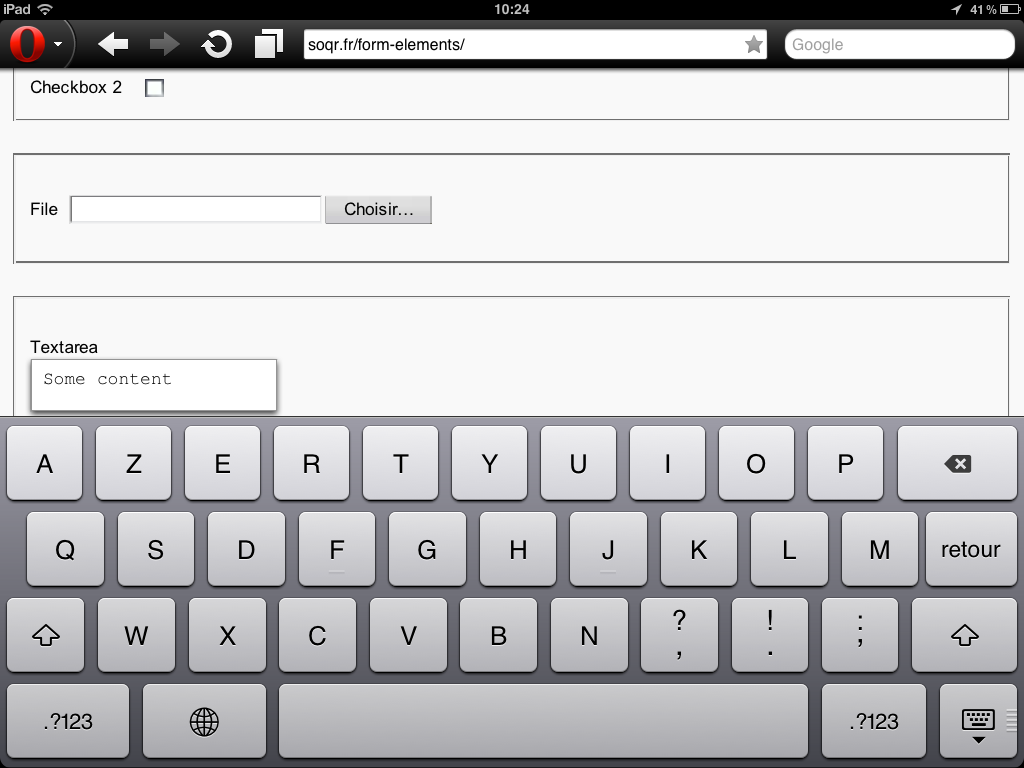 iPad 10:24 41 %
soqr.fr/form-elements/ Google
Checkbox 2
File Choisir...
Textarea
Some content
A Z E R T Y U I O P
Q S D F G H J K L M retour
W X C V B N ? , ! . : ;
.?123 .?123